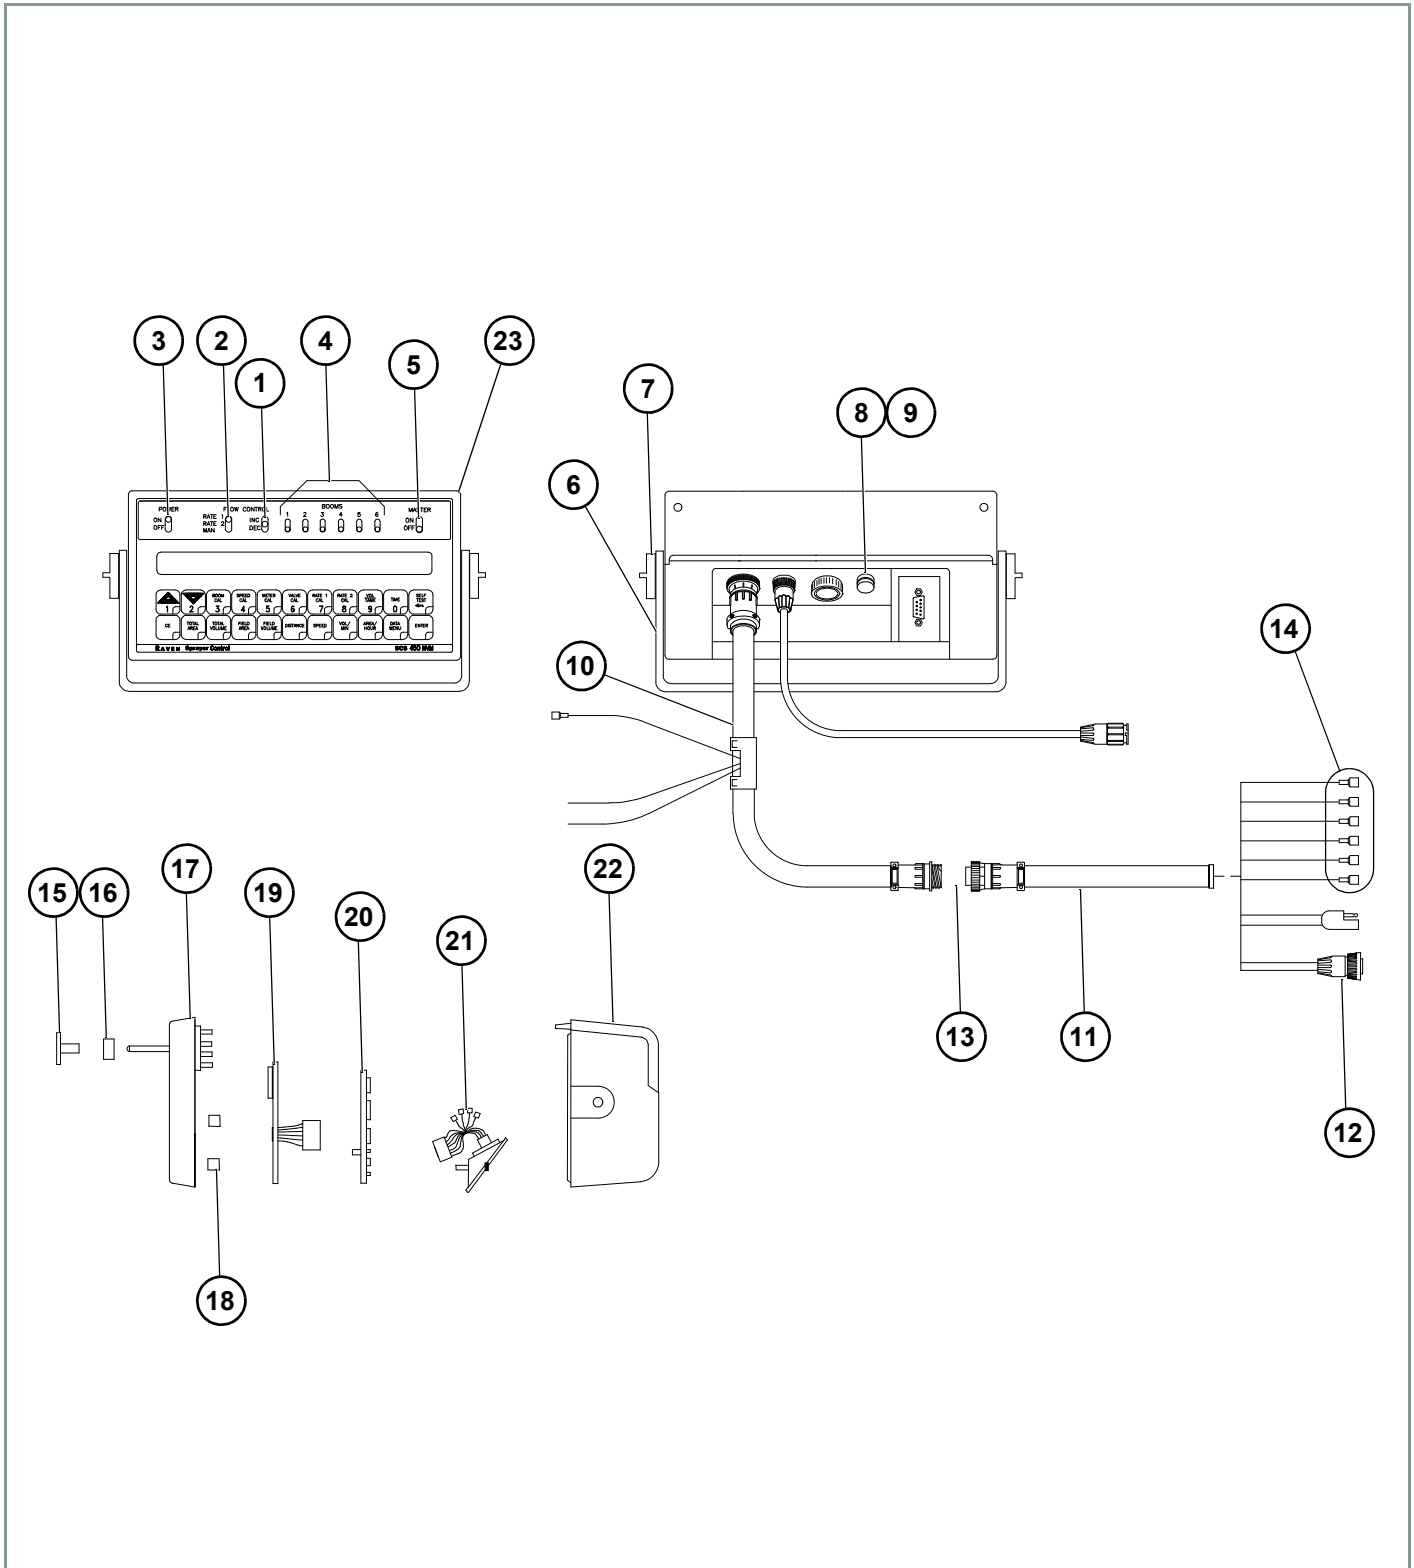 3
2
1
4
5
23
7
8
9
6
POWER
FLOW CONTROL
BOOMS
MASTER
ON
OFF
RATE 1
RATE 2
MAN
INC
DEC
1 2 3 4 5 6
ON
OFF
1
2
BOOM CAL 3
SPEED CAL 4
METER CAL 5
VALVE CAL 6
RATE 1 CAL 7
RATE 2 CAL 8
VOL TANK 9
TIME 0
SELF TEST
CE
TOTAL AREA
TOTAL VOLUME
FIELD AREA
FIELD VOLUME
DISTANCE
SPEED
VOL/ MIN
AREA/ HOUR
DATA MENU
ENTER
RAVEN Sprayer Control
10
14
15
16
17
19
20
21
22
13
11
12
18